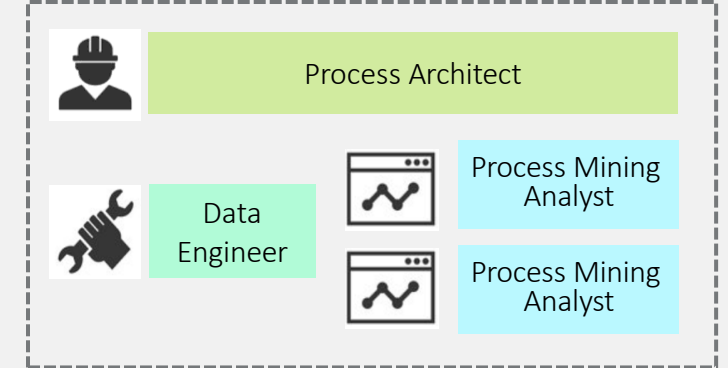 Process Architect
Data
Engineer
Process Mining
Analyst
Process Mining
Analyst